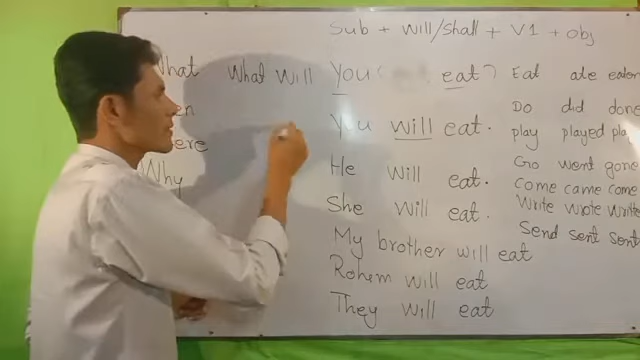 Sub + will/shall + V1 + obj
What What will You eat? Eat ate eaten
Do did done
You will eat. play played
Why He will eat. Go went gone
come came come
She will eat. Write wrote
My brother will eat Send sent sent
Rohim will eat
They will eat